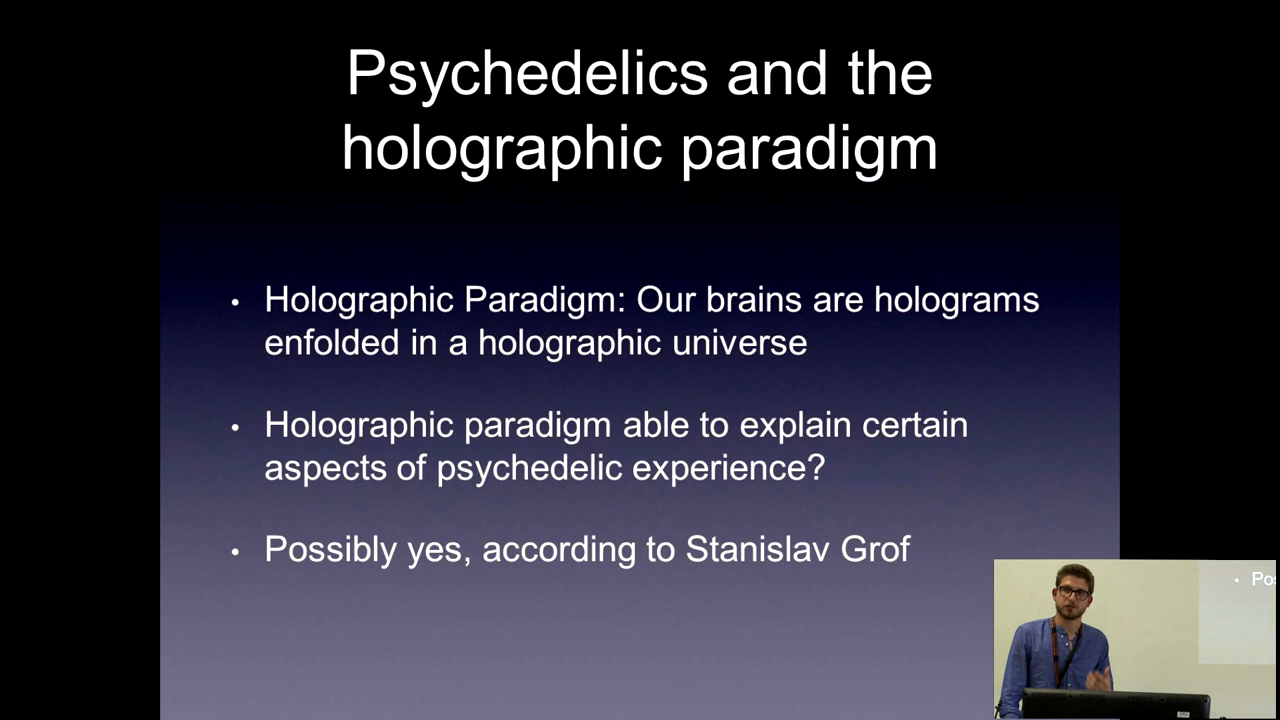 Psychedelics and the
holographic paradigm
• Holographic Paradigm: Our brains are holograms
enfolded in a holographic universe
• Holographic paradigm able to explain certain
aspects of psychedelic experience?
• Possibly yes, according to Stanislav Grof
• Pos